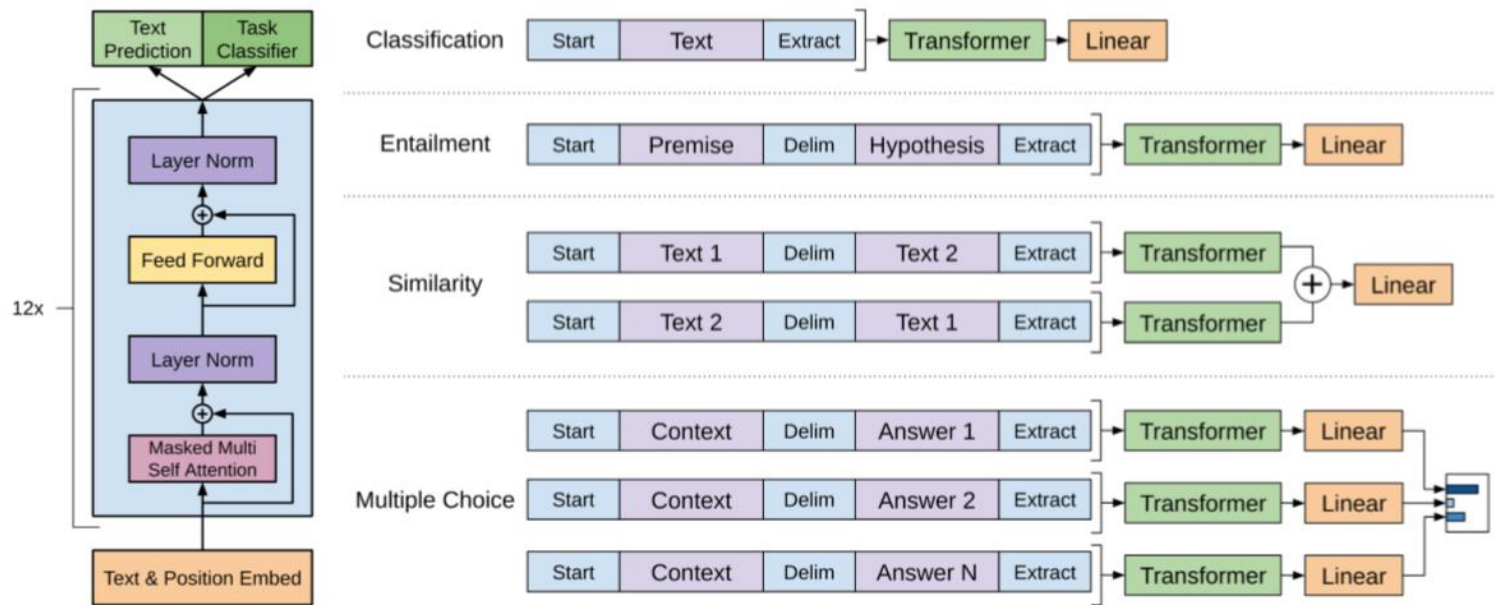 Text
Prediction
Task
Classifier
12x
Layer Norm
+
Feed Forward
Layer Norm
+
Masked Multi
Self Attention
Text & Position Embed
Classification
Start Text Extract Transformer Linear
Entailment
Start Premise Delim Hypothesis Extract Transformer Linear
Similarity
Start Text 1 Delim Text 2 Extract Transformer
+ Linear
Start Text 2 Delim Text 1 Extract Transformer
Multiple Choice
Start Context Delim Answer 1 Extract Transformer Linear
Start Context Delim Answer 2 Extract Transformer Linear
Start Context Delim Answer N Extract Transformer Linear